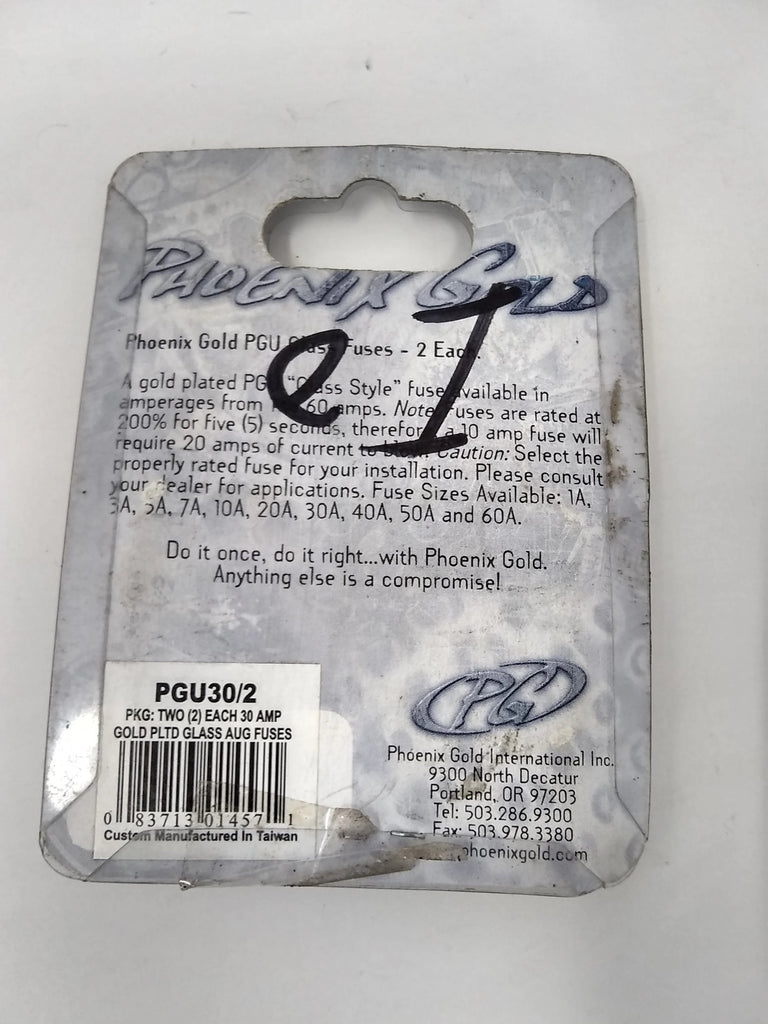 PHOENIX GOLD
Phoenix Gold PGU Glass Fuses - 2 Each.
A gold plated PGU "Glass Style" fuse available in
amperages from 60 amps. Note: Fuses are rated at
200% for five (5) seconds, therefore a 10 amp fuse will
require 20 amps of current to blow. Caution: Select the
properly rated fuse for your installation. Please consult
your dealer for applications. Fuse Sizes Available: 1A,
3A, 5A, 7A, 10A, 20A, 30A, 40A, 50A and 60A.
Do it once, do it right...with Phoenix Gold.
Anything else is a compromise!
PGU30/2
PKG: TWO (2) EACH 30 AMP
GOLD PLTD GLASS AUG FUSES
0 83713 01457 1
Custom Manufactured In Taiwan
PG
Phoenix Gold International Inc.
9300 North Decatur
Portland, OR 97203
Tel: 503.286.9300
Fax: 503.978.3380
phoenixgold.com